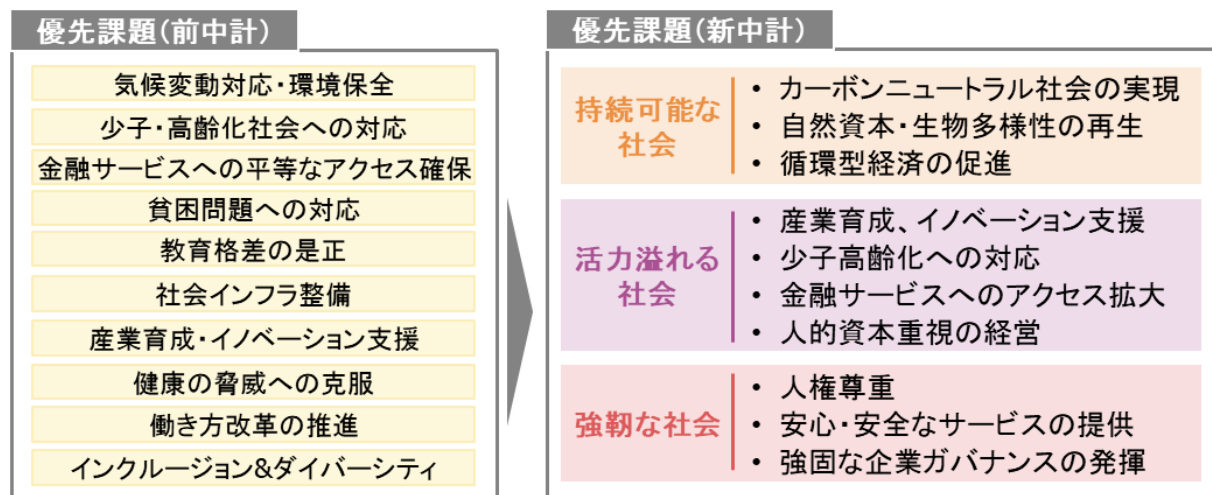 優先課題(前中計)
気候変動対応・環境保全
少子・高齢化社会への対応
金融サービスへの平等なアクセス確保
貧困問題への対応
教育格差の是正
社会インフラ整備
産業育成・イノベーション支援
健康の脅威への克服
働き方改革の推進
インクルージョン&ダイバーシティ
優先課題(新中計)
持続可能な
社会
• カーボンニュートラル社会の実現
• 自然資本・生物多様性の再生
• 循環型経済の促進
活力溢れる
社会
• 産業育成、イノベーション支援
• 少子高齢化への対応
• 金融サービスへのアクセス拡大
• 人的資本重視の経営
強靭な社会
• 人権尊重
• 安心・安全なサービスの提供
• 強固な企業ガバナンスの発揮